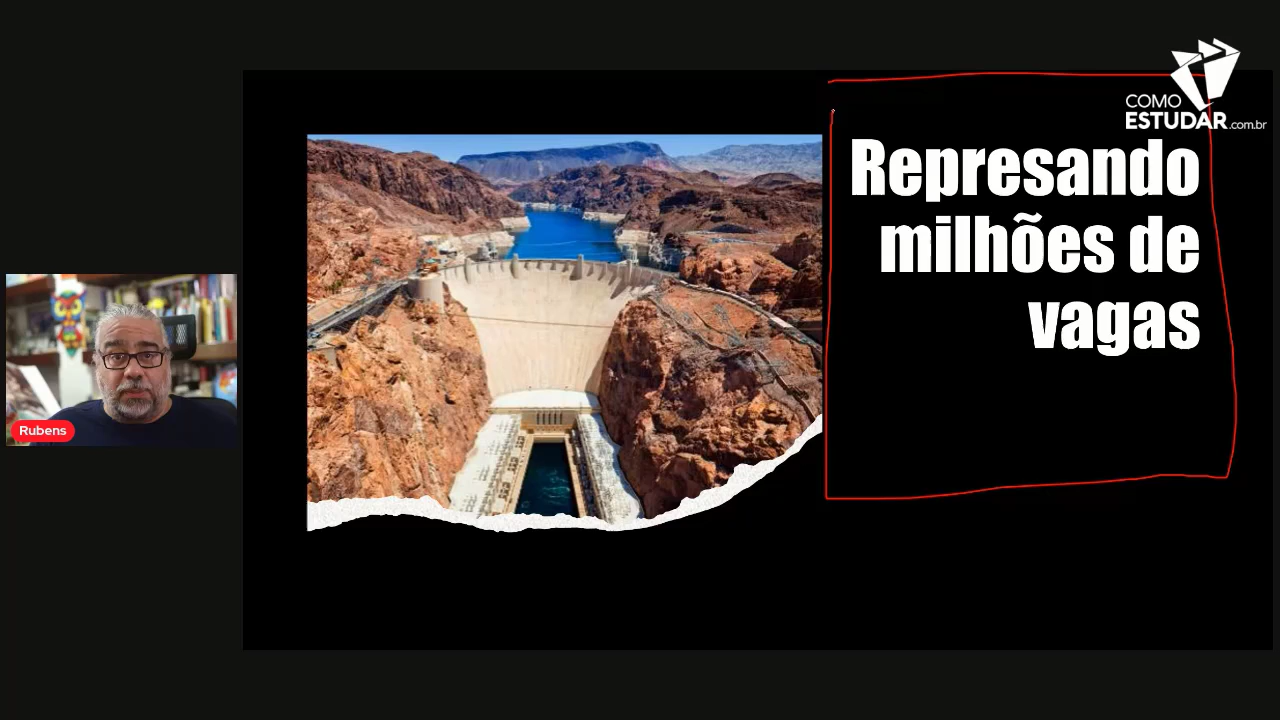 COMO
ESTUDAR.com.br
Represando
milhões de
vagas
Rubens